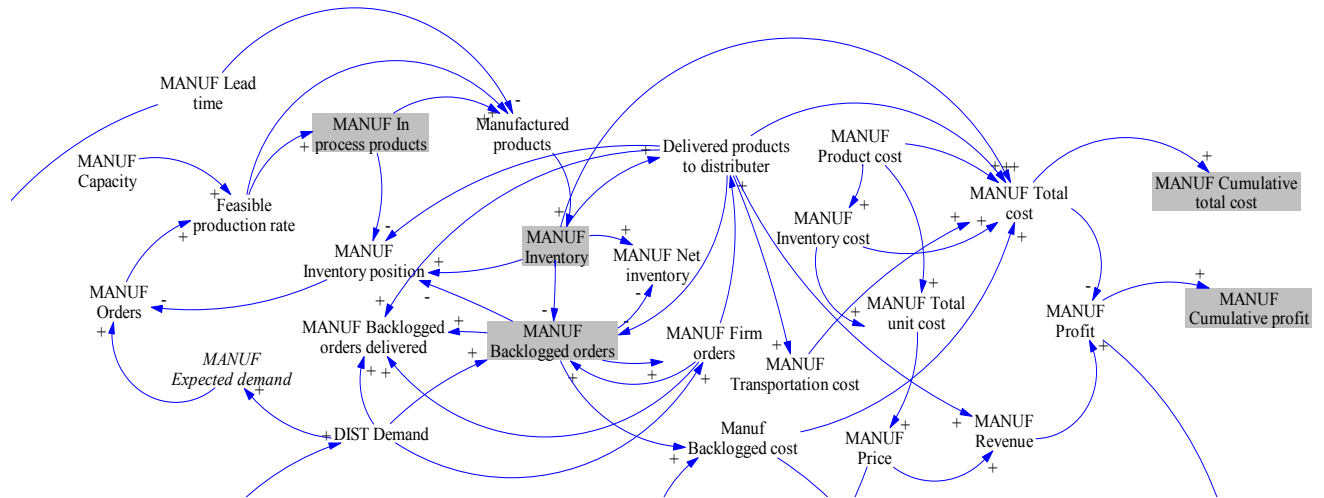 MANUF Lead
time
MANUF
Capacity
Feasible
production rate
MANUF In
process products
Manufactured
products
Delivered products
to distributer
MANUF
Product cost
MANUF Total
cost
MANUF Cumulative
total cost
MANUF
Inventory position
MANUF
Inventory
MANUF Net
inventory
MANUF
Inventory cost
MANUF
Orders
MANUF Backlogged
orders delivered
MANUF
Backlogged orders
MANUF Firm
orders
MANUF
Transportation cost
MANUF Total
unit cost
MANUF
Profit
MANUF
Cumulative profit
MANUF
Expected demand
DIST Demand
Manuf
Backlogged cost
MANUF
Price
MANUF
Revenue